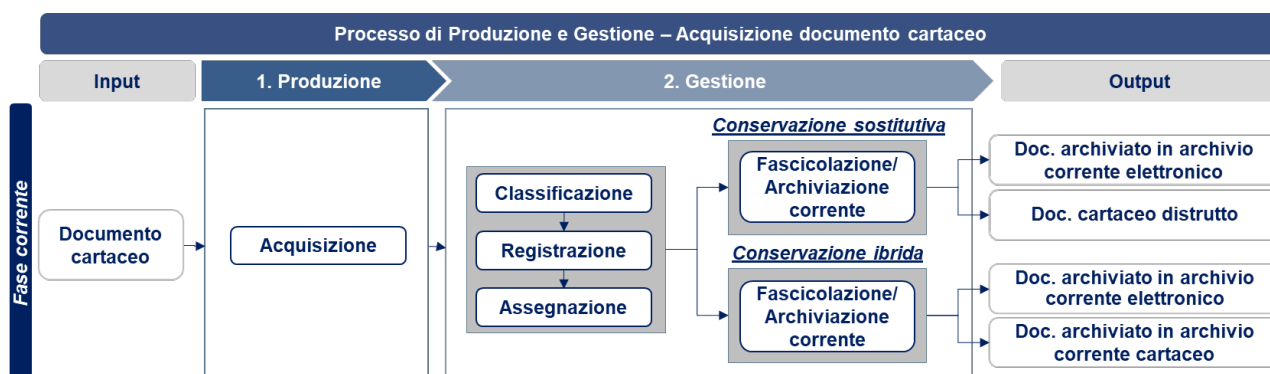 Processo di Produzione e Gestione – Acquisizione documento cartaceo
Input
1. Produzione
2. Gestione
Output
Fase corrente
Documento
cartaceo
Acquisizione
Classificazione
Registrazione
Assegnazione
Conservazione sostitutiva
Fascicolazione/
Archiviazione
corrente
Conservazione ibrida
Fascicolazione/
Archiviazione
corrente
Doc. archiviato in archivio
corrente elettronico
Doc. cartaceo distrutto
Doc. archiviato in archivio
corrente elettronico
Doc. archiviato in archivio
corrente cartaceo